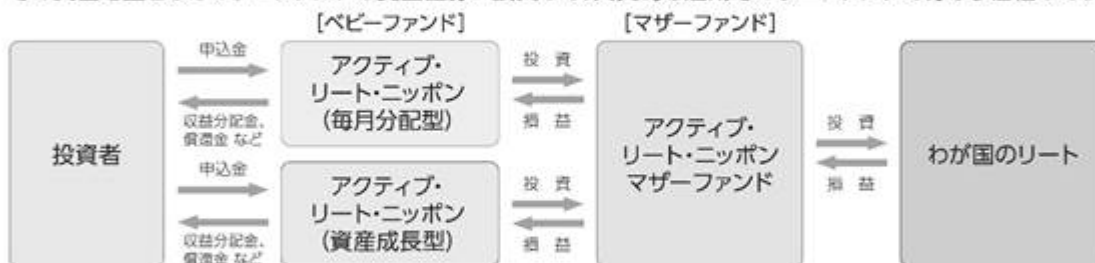 [ベビーファンド]
[マザーファンド]
投資者
申込金
収益分配金、
償還金 など
申込金
収益分配金、
償還金 など
アクティブ・
リート・ニッポン
(毎月分配型)
アクティブ・
リート・ニッポン
(資産成長型)
投 資
損 益
投 資
損 益
アクティブ・
リート・ニッポン
マザーファンド
投 資
損 益
わが国のリート